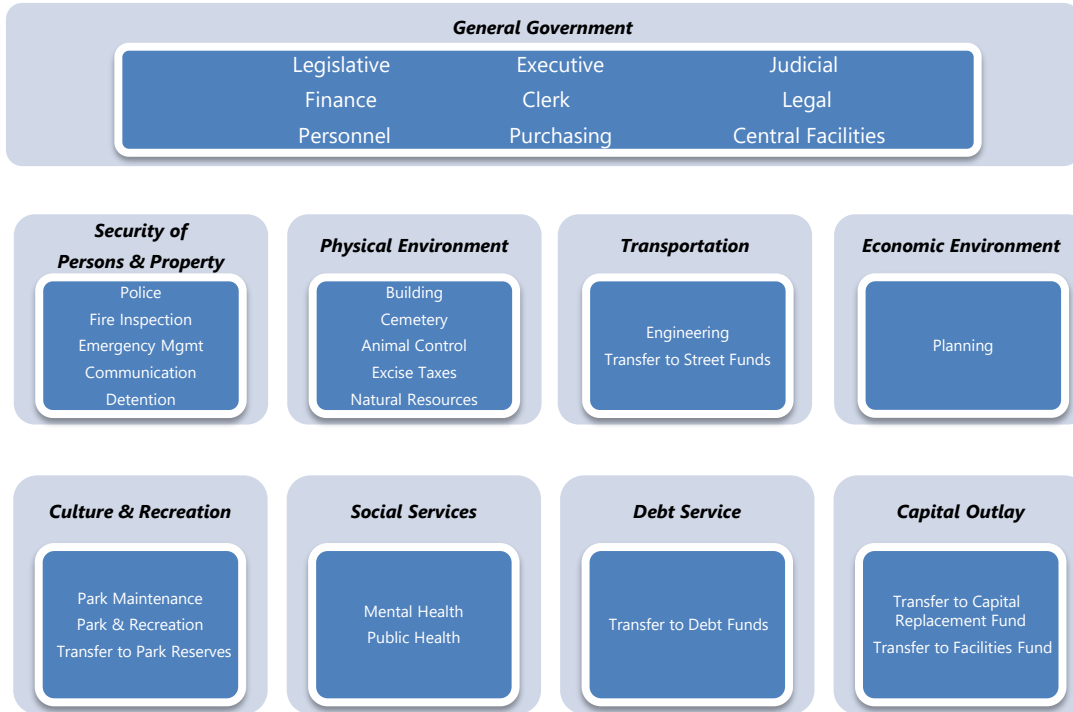 General Government
Legislative Executive Judicial
Finance Clerk Legal
Personnel Purchasing Central Facilities
Security of
Persons & Property
Police
Fire Inspection
Emergency Mgmt
Communication
Detention
Physical Environment
Building
Cemetery
Animal Control
Excise Taxes
Natural Resources
Transportation
Engineering
Transfer to Street Funds
Economic Environment
Planning
Culture & Recreation
Park Maintenance
Park & Recreation
Transfer to Park Reserves
Social Services
Mental Health
Public Health
Debt Service
Transfer to Debt Funds
Capital Outlay
Transfer to Capital
Replacement Fund
Transfer to Facilities Fund